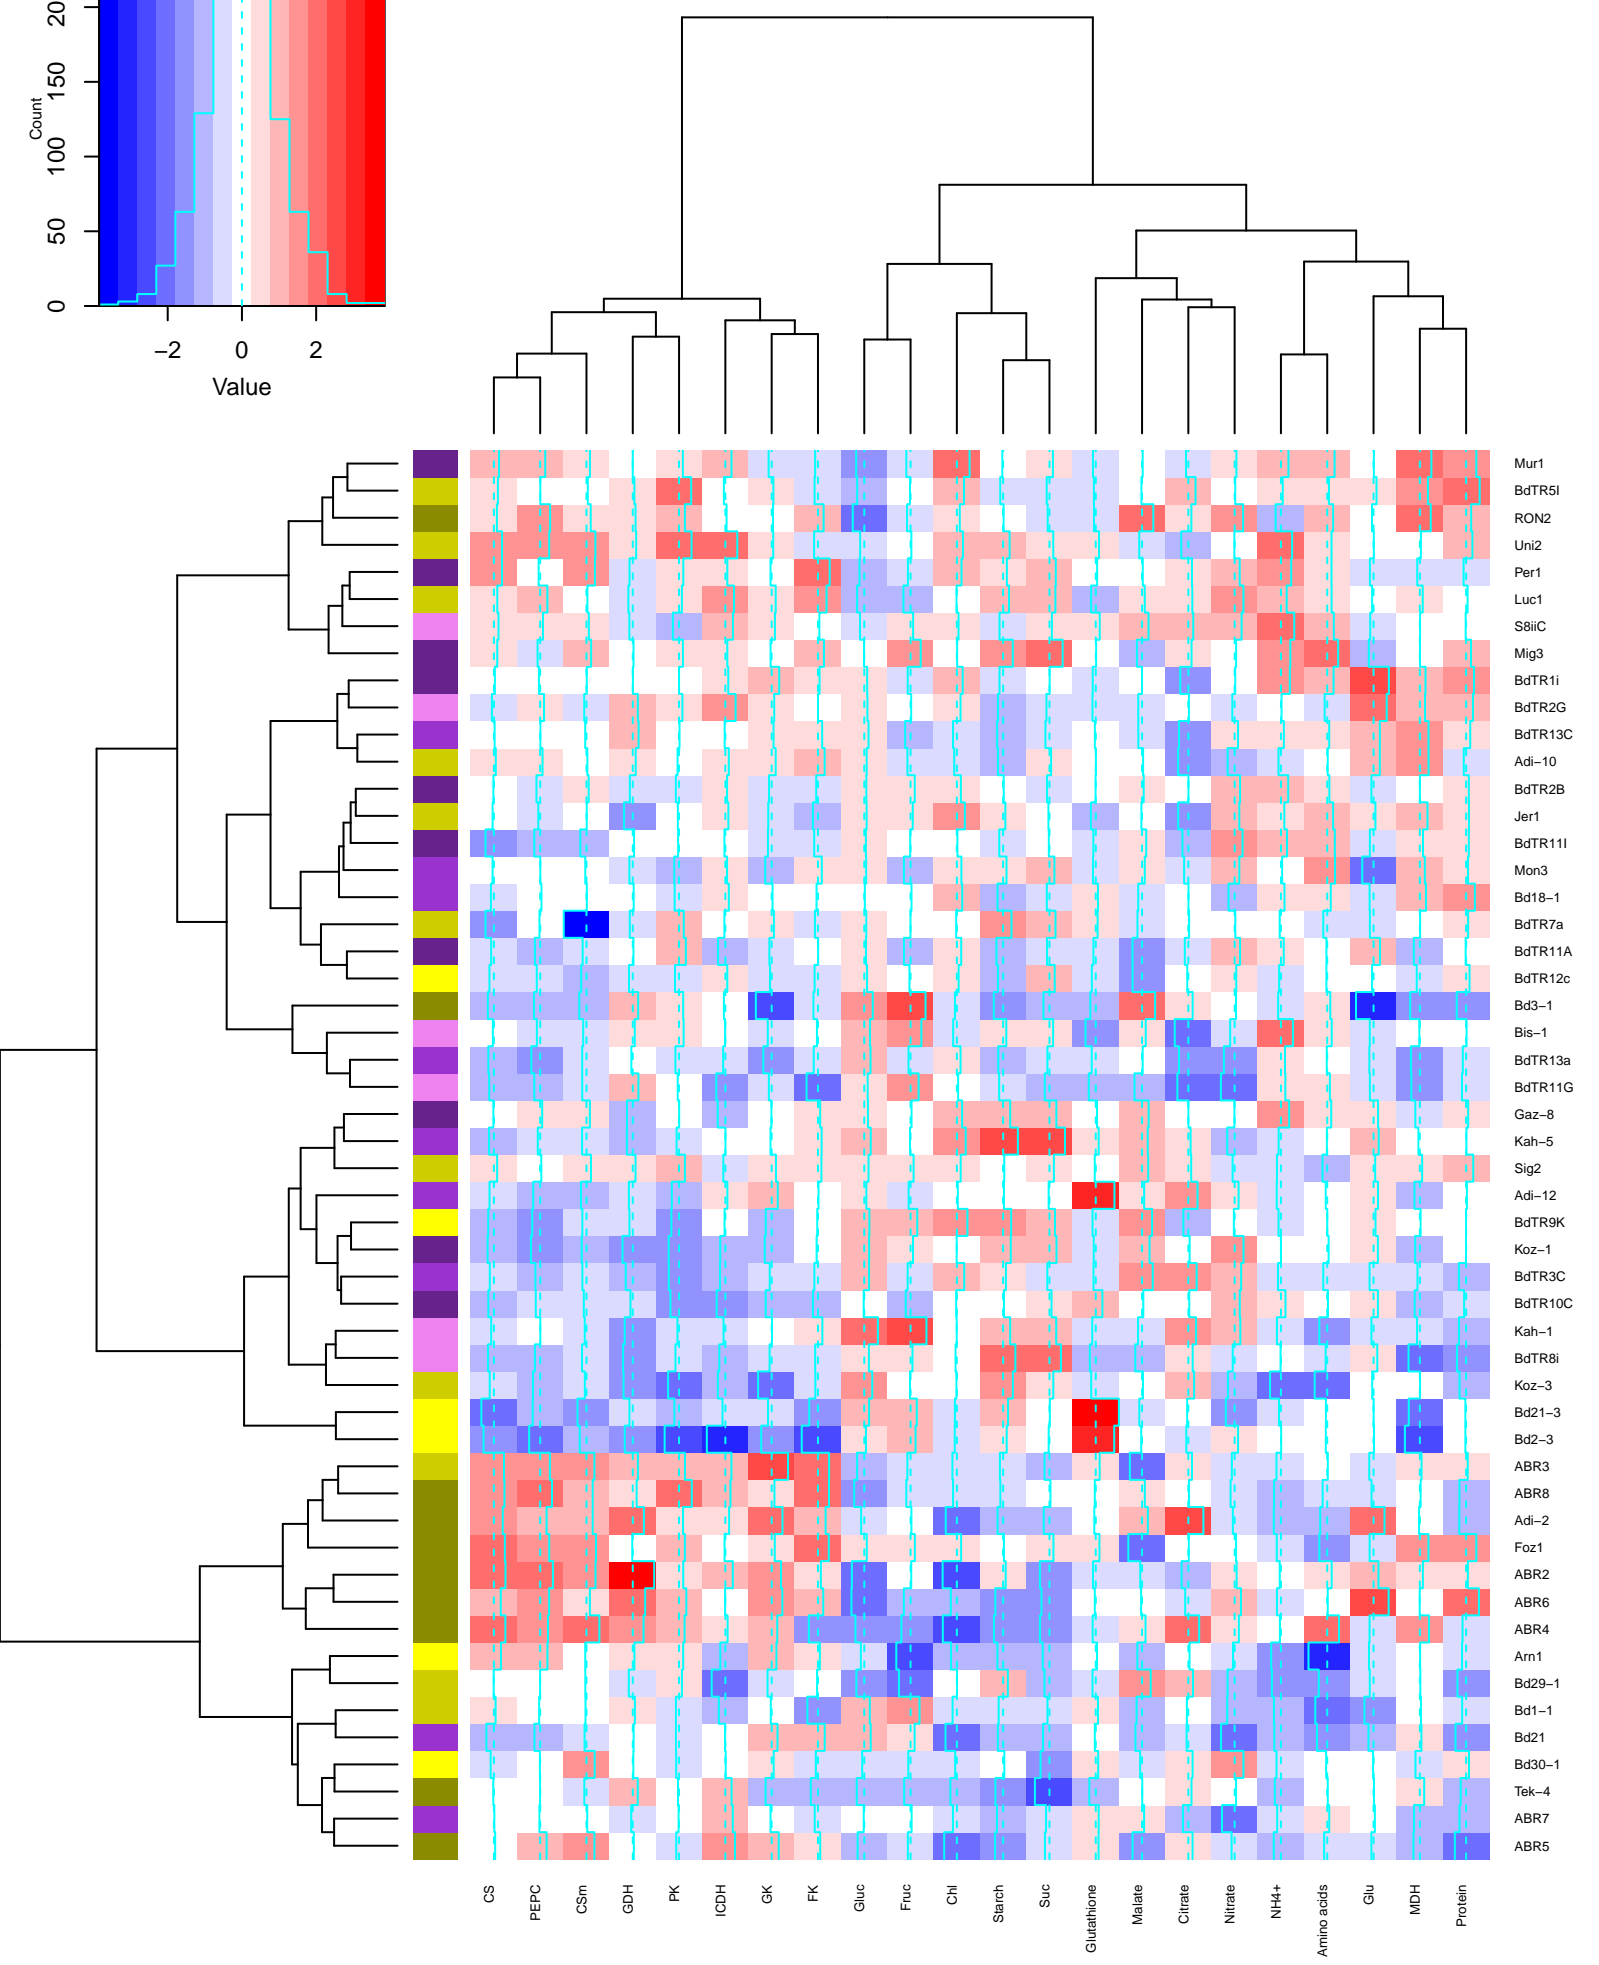 20
150
100
50
0
Count
−2 0 2
Value
Mur1
BdTR5I
RON2
Uni2
Per1
Luc1
S8iiC
Mig3
BdTR1i
BdTR2G
BdTR13C
Adi−10
BdTR2B
Jer1
BdTR11I
Mon3
Bd18−1
BdTR7a
BdTR11A
BdTR12c
Bd3−1
Bis−1
BdTR13a
BdTR11G
Gaz−8
Kah−5
Sig2
Adi−12
BdTR9K
Koz−1
BdTR3C
BdTR10C
Kah−1
BdTR8i
Koz−3
Bd21−3
Bd2−3
ABR3
ABR8
Adi−2
Foz1
ABR2
ABR6
ABR4
Arn1
Bd29−1
Bd1−1
Bd21
Bd30−1
Tek−4
ABR7
ABR5
CS
PEPC
CSm
GDH
PK
ICDH
GK
FK
Gluc
Fruc
Chl
Starch
Suc
Glutathione
Malate
Citrate
Nitrate
NH4+
Amino acids
Glu
MDH
Protein